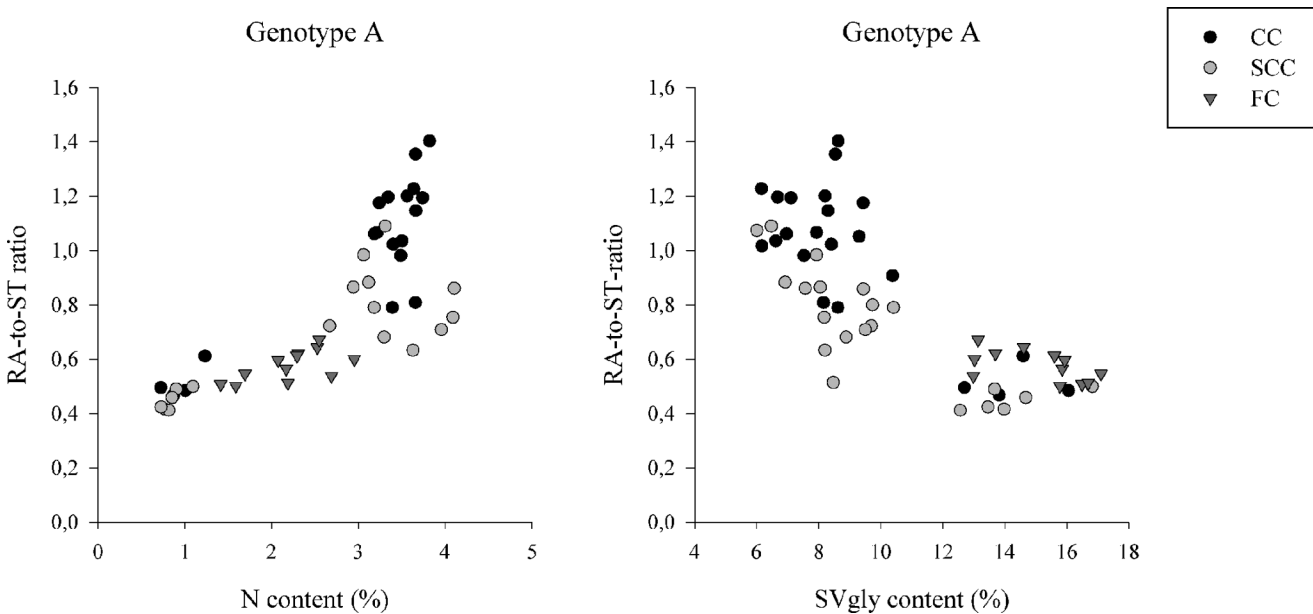 Genotype A
RA-to-ST ratio
1,6
1,4
1,2
1,0
0,8
0,6
0,4
0,2
0,0
0 1 2 3 4 5
N content (%)
Genotype A
RA-to-ST-ratio
1,6
1,4
1,2
1,0
0,8
0,6
0,4
0,2
0,0
4 6 8 10 12 14 16 18
SVgly content (%)
CC
SCC
FC